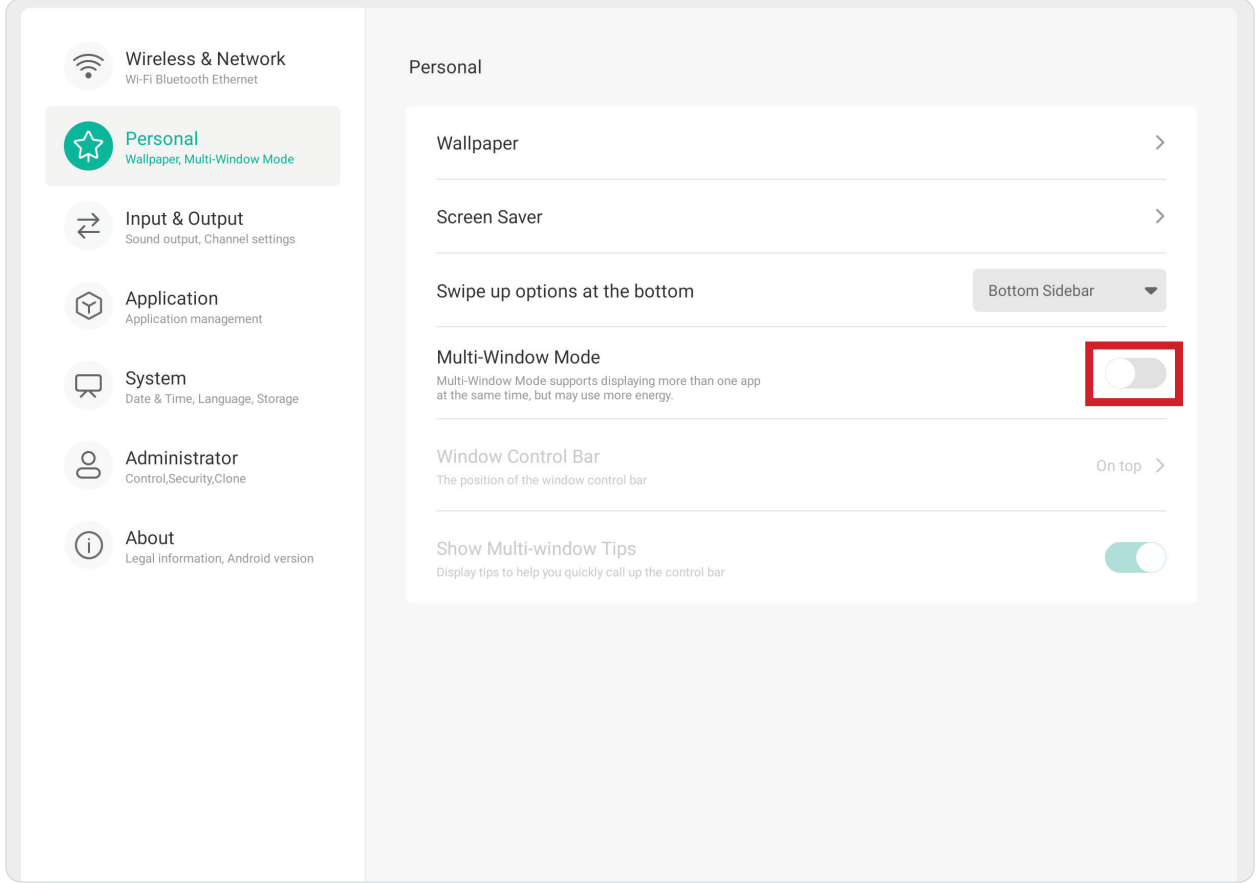 Wireless & Network
Wi-Fi Bluetooth Ethernet
Personal
Wallpaper, Multi-Window Mode
Input & Output
Sound output, Channel settings
Application
Application management
System
Date & Time, Language, Storage
Administrator
Control,Security,Clone
About
Legal information, Android version
Personal
Wallpaper
Screen Saver
Swipe up options at the bottom
Bottom Sidebar
Multi-Window Mode
Multi-Window Mode supports displaying more than one app
at the same time, but may use more energy.
Window Control Bar
The position of the window control bar
On top
Show Multi-window Tips
Display tips to help you quickly call up the control bar